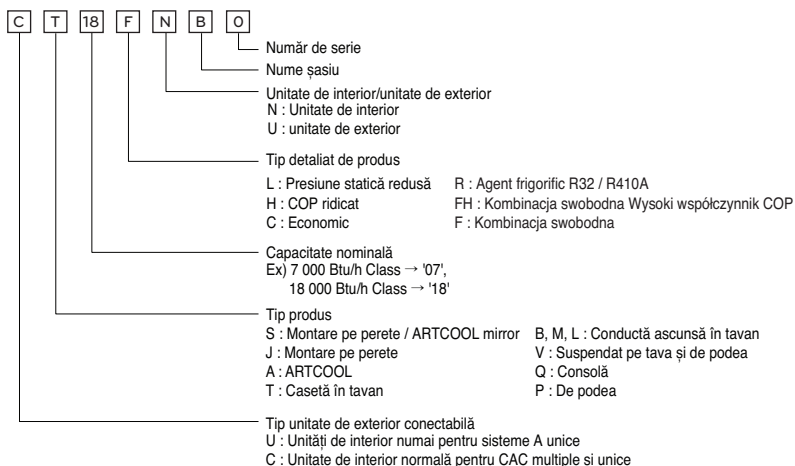 C T 18 F N B 0
Număr de serie
Nume șasiu
Unitate de interior/unitate de exterior
N : Unitate de interior
U : unitate de exterior
Tip detaliat de produs
L : Presiune statică redusă R : Agent frigorific R32 / R410A
H : COP ridicat FH : Kombinacja swobodna Wysoki współczynnik COP
C : Economic F : Kombinacja swobodna
Capacitate nominală
Ex) 7 000 Btu/h Class → '07',
18 000 Btu/h Class → '18'
Tip produs
S : Montare pe perete / ARTCOOL mirror B, M, L : Conductă ascunsă în tavan
J : Montare pe perete V : Suspendat pe tava și de podea
A : ARTCOOL Q : Consolă
T : Casetă în tavan P : De podea
Tip unitate de exterior conectabilă
U : Unități de interior numai pentru sisteme A unice
C : Unitate de interior normală pentru CAC multiple și unice